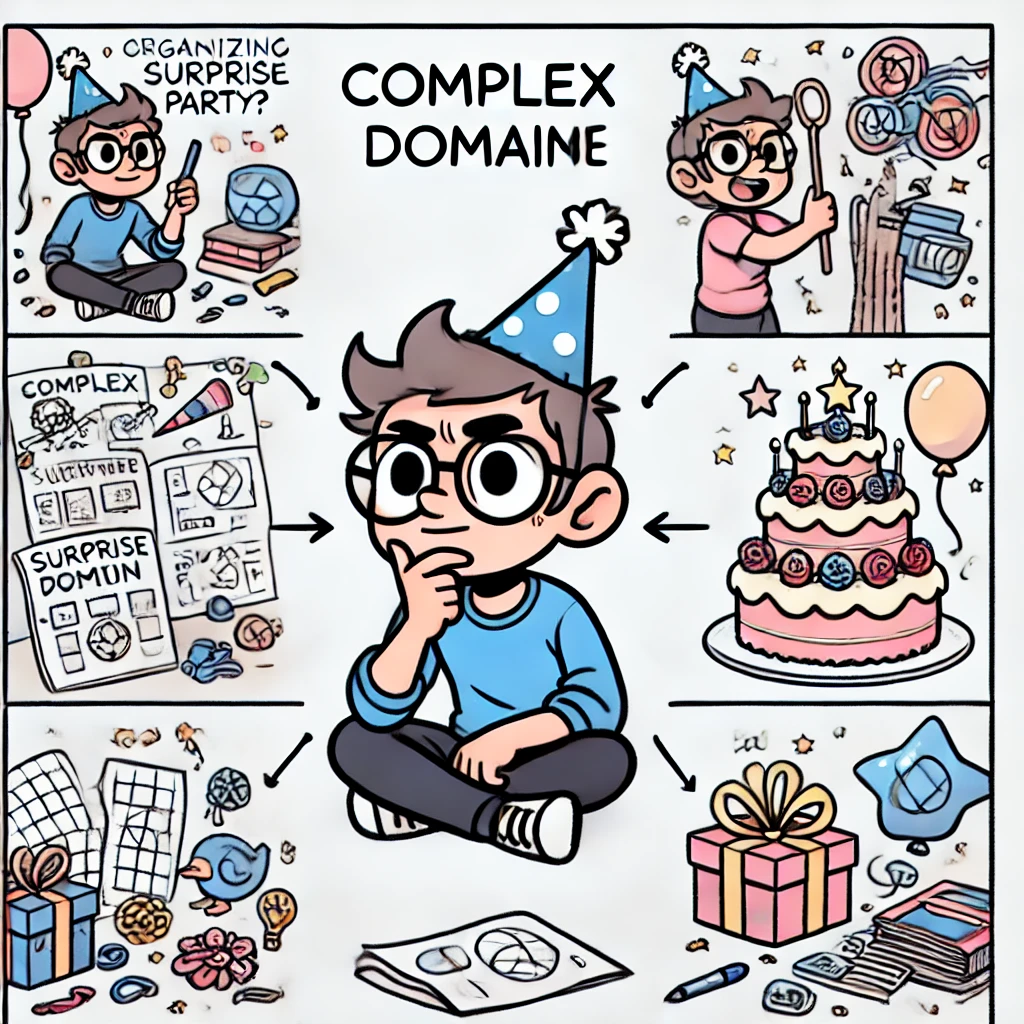 ORGANIZING
SURPRISE
PARTY?
COMPLEX
DOMAINE
COMPLEX
SURPRISE
DOMUN